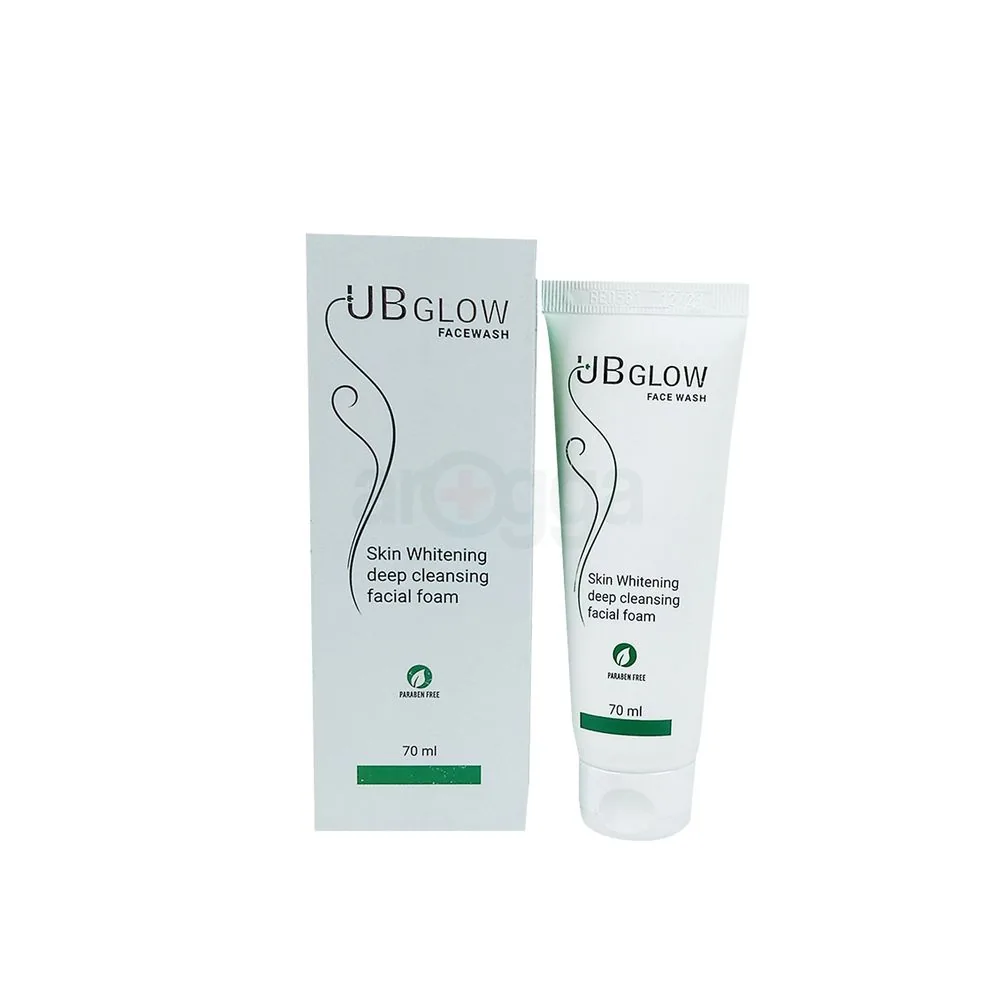 UB GLOW
FACEWASH
Skin Whitening
deep cleansing
facial foam
PARABEN FREE
70 ml
UB GLOW
FACE WASH
Skin Whitening
deep cleansing
facial foam
PARABEN FREE
70 ml
arogga